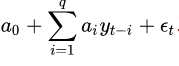 a_0 + \sum_{i=1}^{q} a_i y_{t-i} + \epsilon_t.